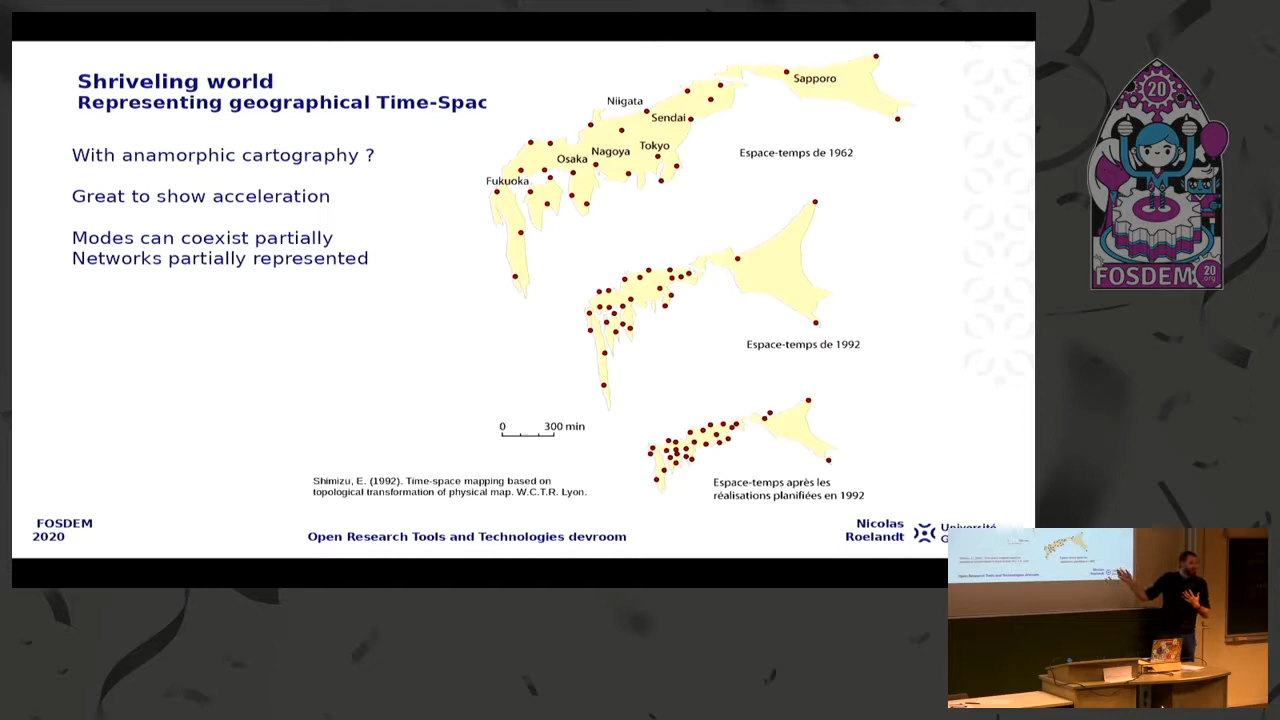 Shriveling world
Representing geographical Time-Spac
With anamorphic cartography ?
Great to show acceleration
Modes can coexist partially
Networks partially represented
Sapporo
Niigata
Sendai
Tokyo
Nagoya
Osaka
Fukuoka
Espace-temps de 1962
Espace-temps de 1992
0 300 min
Espace-temps après les
réalisations planifiées en 1992
Shimizu, E. (1992). Time-space mapping based on
topological transformation of physical map. W.C.T.R. Lyon.
FOSDEM
2020
Open Research Tools and Technologies devroom
Nicolas
Roelandt
Université
G
20
FOSDEM
20
.org